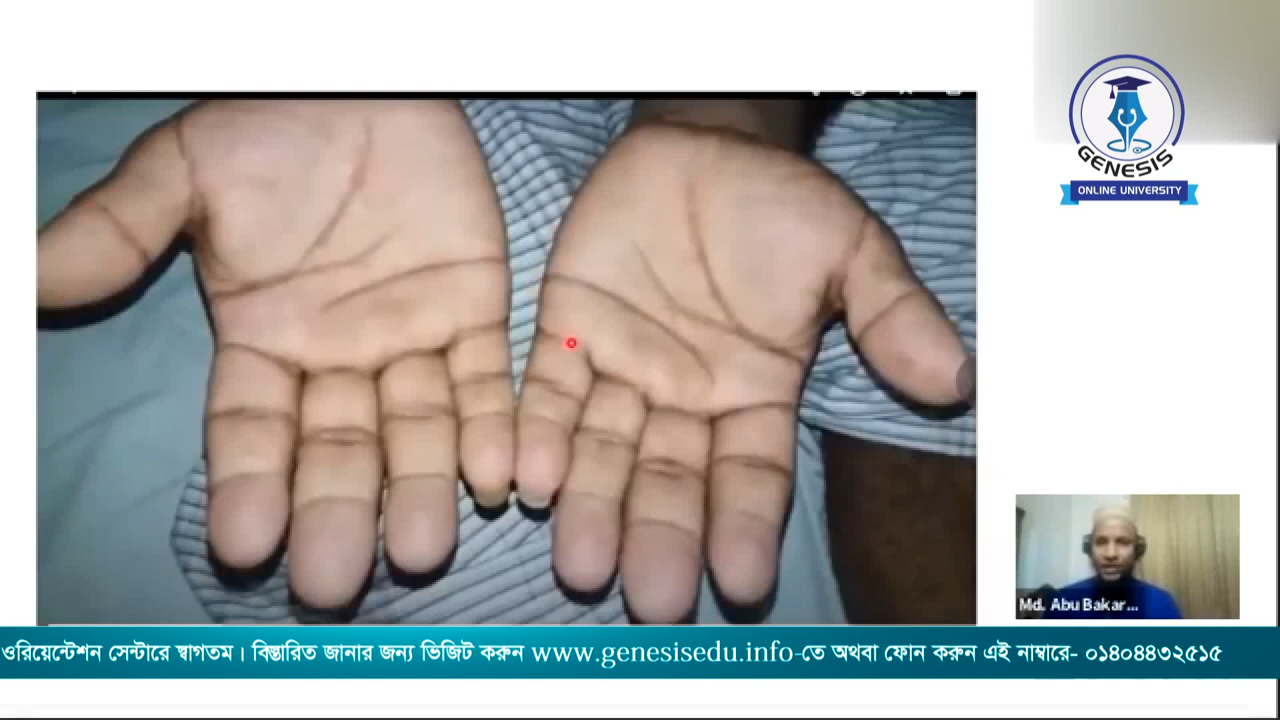 GENESIS
ONLINE UNIVERSITY
Md. Abu Bakar...
ওরিয়েন্টেশন সেন্টারে স্বাগতম। বিস্তারিত জানার জন্য ভিজিট করুন www.genesisedu.info-তে অথবা ফোন করুন এই নাম্বারে- ০১৪০৪৪৩২৫১৫